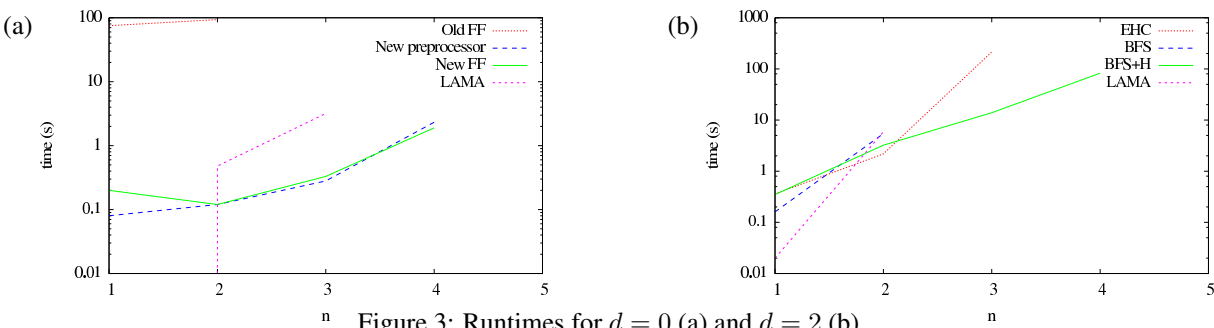 (a)
100
10
1
0.1
0.01
time (s)
1 2 3 4 5
n
Old FF
New preprocessor
New FF
LAMA
(b)
1000
100
10
1
0.1
0.01
time (s)
1 2 3 4 5
n
EHC
BFS
BFS+H
LAMA
Figure 3: Runtimes for d = 0 (a) and d = 2 (b)